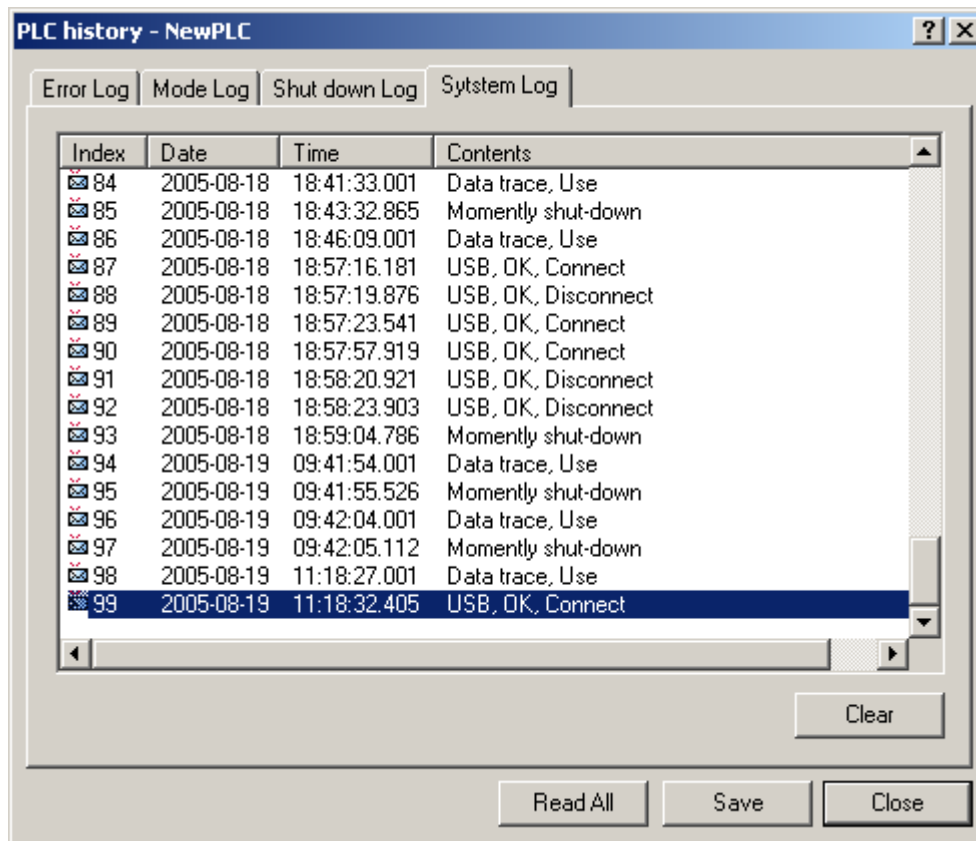 PLC history - NewPLC
Error Log Mode Log Shut down Log Sytstem Log
Index Date Time Contents
84 2005-08-18 18:41:33.001 Data trace, Use
85 2005-08-18 18:43:32.865 Momently shut-down
86 2005-08-18 18:46:09.001 Data trace, Use
87 2005-08-18 18:57:16.181 USB, OK, Connect
88 2005-08-18 18:57:19.876 USB, OK, Disconnect
89 2005-08-18 18:57:23.541 USB, OK, Connect
90 2005-08-18 18:57:57.919 USB, OK, Connect
91 2005-08-18 18:58:20.921 USB, OK, Disconnect
92 2005-08-18 18:58:23.903 USB, OK, Disconnect
93 2005-08-18 18:59:04.786 Momently shut-down
94 2005-08-19 09:41:54.001 Data trace, Use
95 2005-08-19 09:41:55.526 Momently shut-down
96 2005-08-19 09:42:04.001 Data trace, Use
97 2005-08-19 09:42:05.112 Momently shut-down
98 2005-08-19 11:18:27.001 Data trace, Use
99 2005-08-19 11:18:32.405 USB, OK, Connect
Clear
Read All Save Close